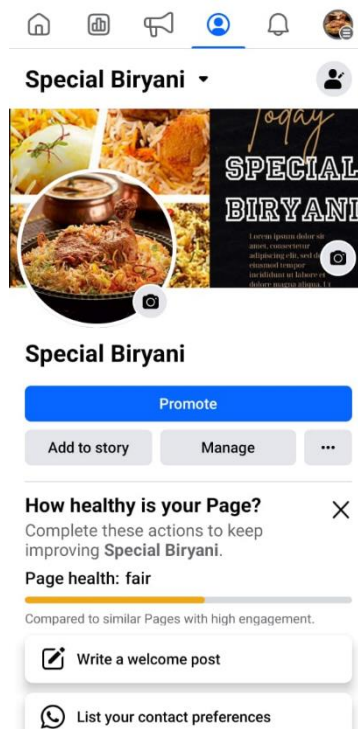 Special Biryani
Today
SPECIAL
BIRYANI
Lorem ipsum dolor sit
amet, consectetur
adipiscing elit, sed do
eiusmod tempor
incididunt ut labore et
dolore magna aliqua. Ut
Special Biryani
Promote
Add to story
Manage
How healthy is your Page?
Complete these actions to keep
improving Special Biryani.
Page health: fair
Compared to similar Pages with high engagement.
Write a welcome post
List your contact preferences